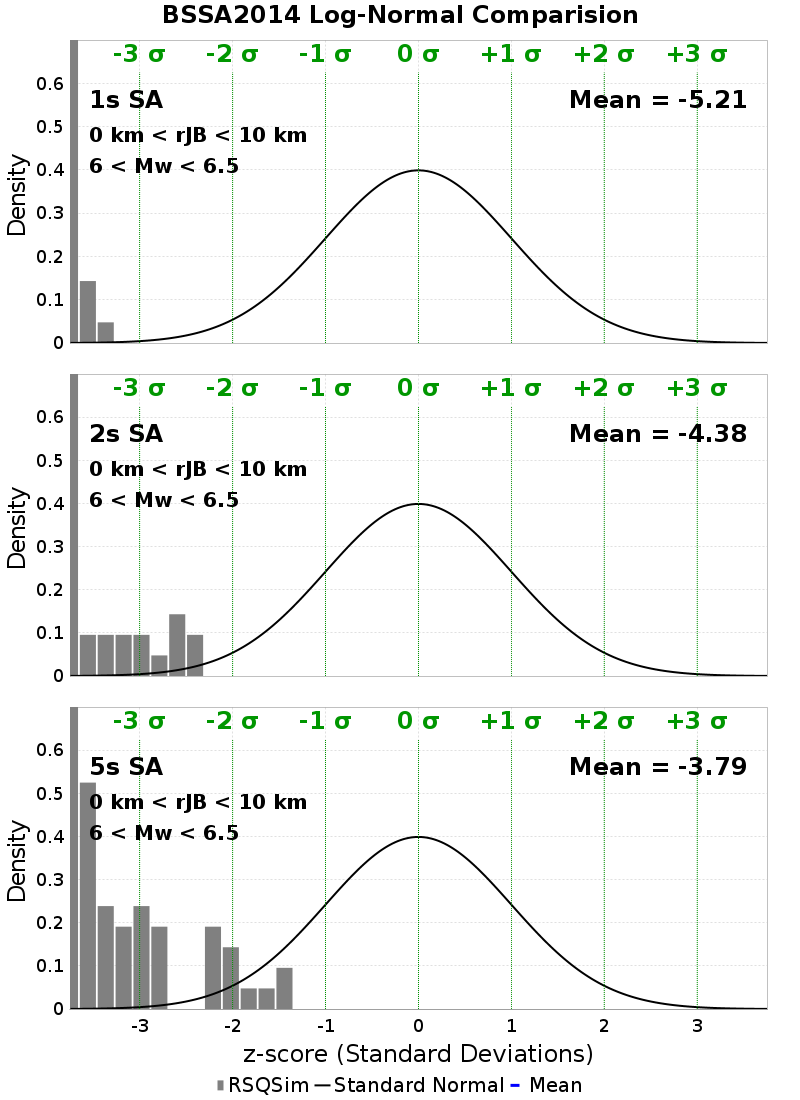 BSSA2014 Log-Normal Comparision
-3 σ -2 σ -1 σ 0 σ +1 σ +2 σ +3 σ
1s SA
Mean = -5.21
0 km < rJB < 10 km
6 < Mw < 6.5
Density
0.6
0.5
0.4
0.3
0.2
0.1
0
-3 σ -2 σ -1 σ 0 σ +1 σ +2 σ +3 σ
2s SA
Mean = -4.38
0 km < rJB < 10 km
6 < Mw < 6.5
Density
0.6
0.5
0.4
0.3
0.2
0.1
0
-3 σ -2 σ -1 σ 0 σ +1 σ +2 σ +3 σ
5s SA
Mean = -3.79
0 km < rJB < 10 km
6 < Mw < 6.5
Density
0.6
0.5
0.4
0.3
0.2
0.1
0
-3 -2 -1 0 1 2 3
z-score (Standard Deviations)
RSQSim Standard Normal Mean